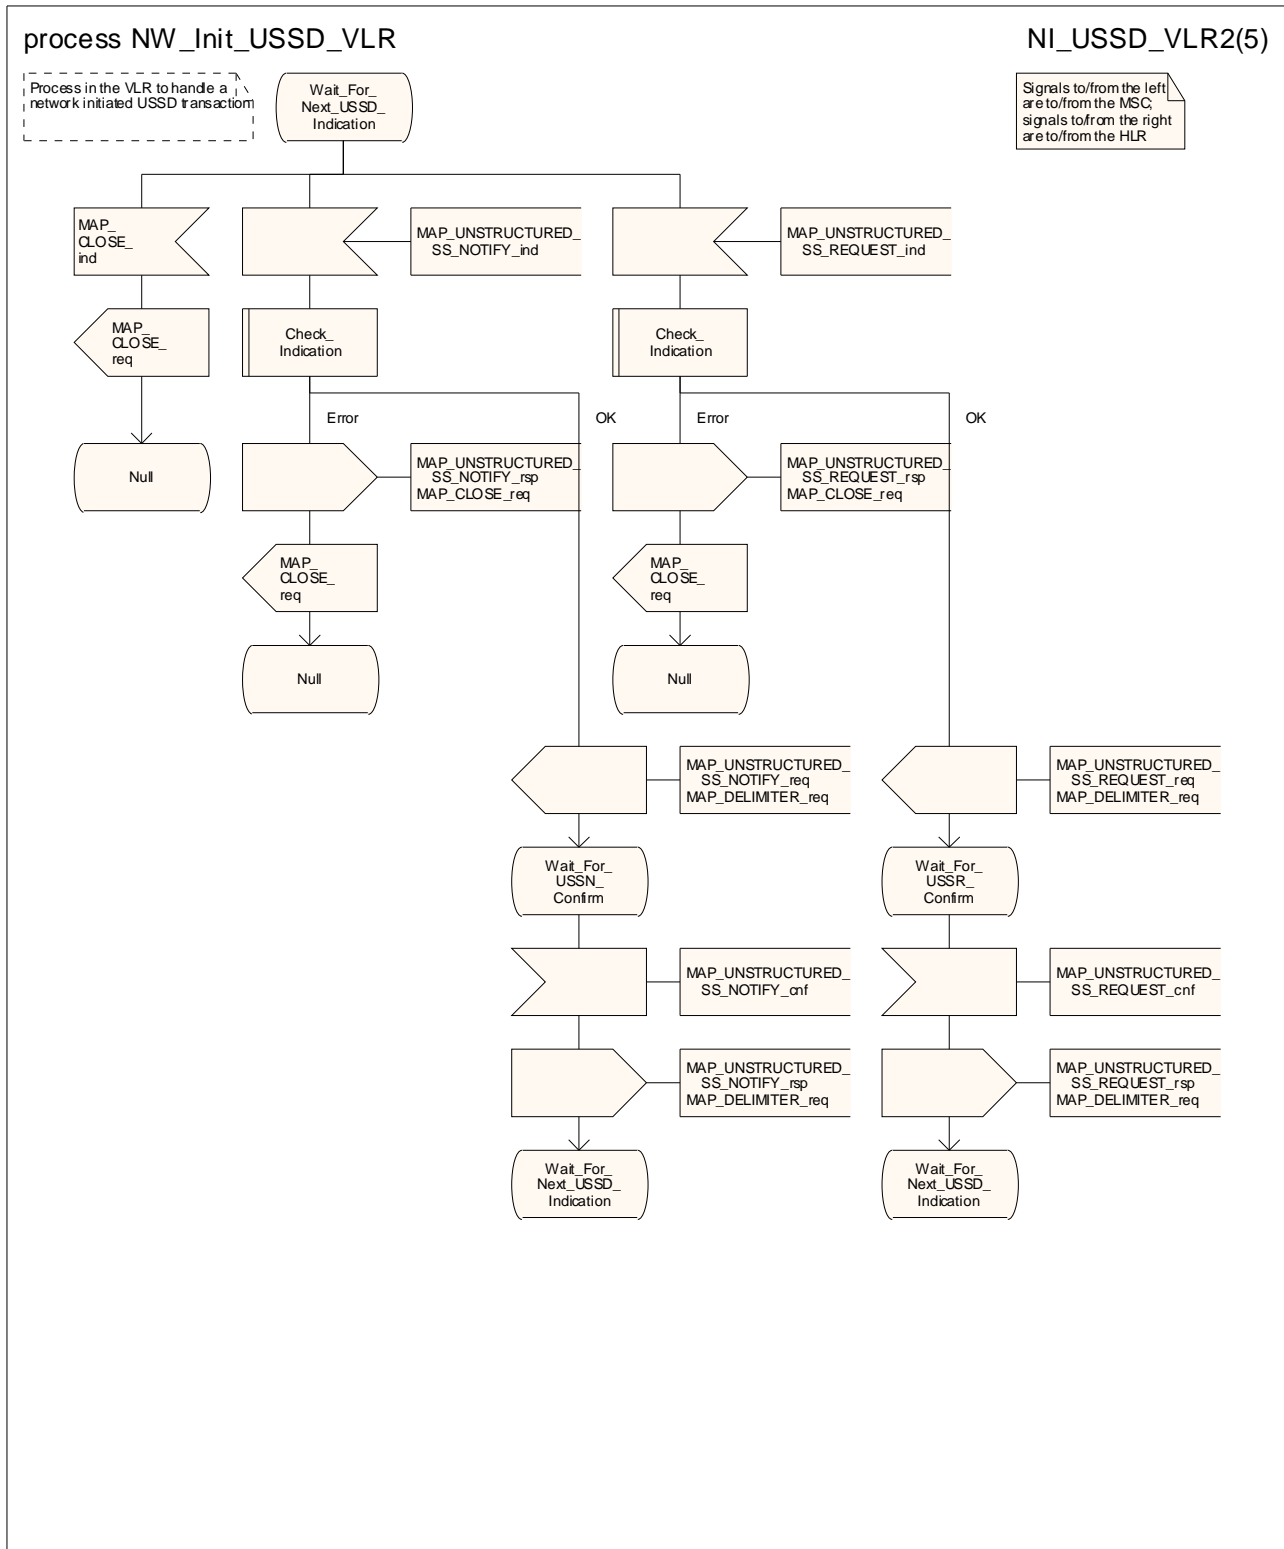 process NW_Init_USSD_VLR
NI_USSD_VLR2(5)
Process in the VLR to handle a
network initiated USSD transaction
Wait_For_
Next_USSD_
Indication
Signals to/from the left
are to/from the MSC;
signals to/from the right
are to/from the HLR
MAP_
CLOSE_
ind
MAP_UNSTRUCTURED_
SS_NOTIFY_ind
MAP_UNSTRUCTURED_
SS_REQUEST_ind
MAP_
CLOSE_
req
Check_
Indication
Check_
Indication
Error
OK
Error
OK
Null
MAP_UNSTRUCTURED_
SS_NOTIFY_rsp
MAP_CLOSE_req
MAP_UNSTRUCTURED_
SS_REQUEST_rsp
MAP_CLOSE_req
MAP_
CLOSE_
req
MAP_
CLOSE_
req
Null
Null
MAP_UNSTRUCTURED_
SS_NOTIFY_req
MAP_DELIMITER_req
MAP_UNSTRUCTURED_
SS_REQUEST_req
MAP_DELIMITER_req
Wait_For_
USSN_
Confirm
Wait_For_
USSR_
Confirm
MAP_UNSTRUCTURED_
SS_NOTIFY_cnf
MAP_UNSTRUCTURED_
SS_REQUEST_cnf
MAP_UNSTRUCTURED_
SS_NOTIFY_rsp
MAP_DELIMITER_req
MAP_UNSTRUCTURED_
SS_REQUEST_rsp
MAP_DELIMITER_req
Wait_For_
Next_USSD_
Indication
Wait_For_
Next_USSD_
Indication